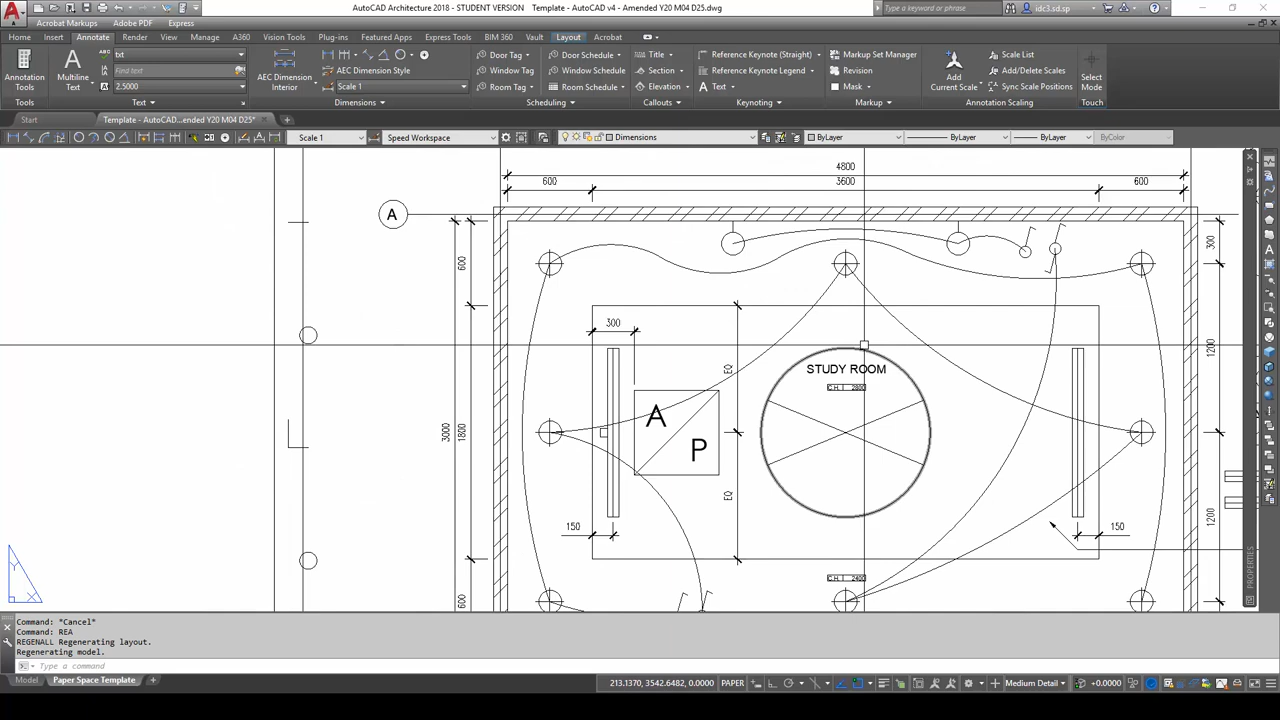 AutoCAD Architecture 2018 - STUDENT VERSION Template - AutoCAD v4 - Amended Y20 M04 D25.dwg
Type a keyword or phrase
idc3.sd.sp
Acrobat Markups Adobe PDF Express
Home Insert Annotate Render View Manage A360 Vision Tools Plug-ins Featured Apps Express Tools BIM 360 Vault Layout Acrobat
Annotation Tools
Multiline Text
txt
Find text
2.5000
AEC Dimension Interior
AEC Dimension Style
Scale 1
Door Tag
Window Tag
Room Tag
Door Schedule
Window Schedule
Room Schedule
Title
Section
Elevation
Reference Keynote (Straight)
Reference Keynote Legend
Text
Markup Set Manager
Revision
Mask
Add Current Scale
Scale List
Add/Delete Scales
Sync Scale Positions
Select Mode
Tools Text Dimensions Scheduling Callouts Keynoting Markup Annotation Scaling Touch
Start Template - AutoCAD...ended Y20 M04 D25*
Scale 1 Speed Workspace Dimensions ByLayer ByLayer ByLayer ByColor
4800
600 3600 600
A
600
300
300
STUDY ROOM
C.H. 2800
EQ
1200
3000 1800
A
P
EQ
1200
150 150
C.H. 2400
600
PROPERTIES
Y
X
Command: *Cancel*
Command: REA
REGENALL Regenerating layout.
Regenerating model.
Type a command
Model Paper Space Template 213.1370, 3542.6482, 0.0000 PAPER Medium Detail +0.0000